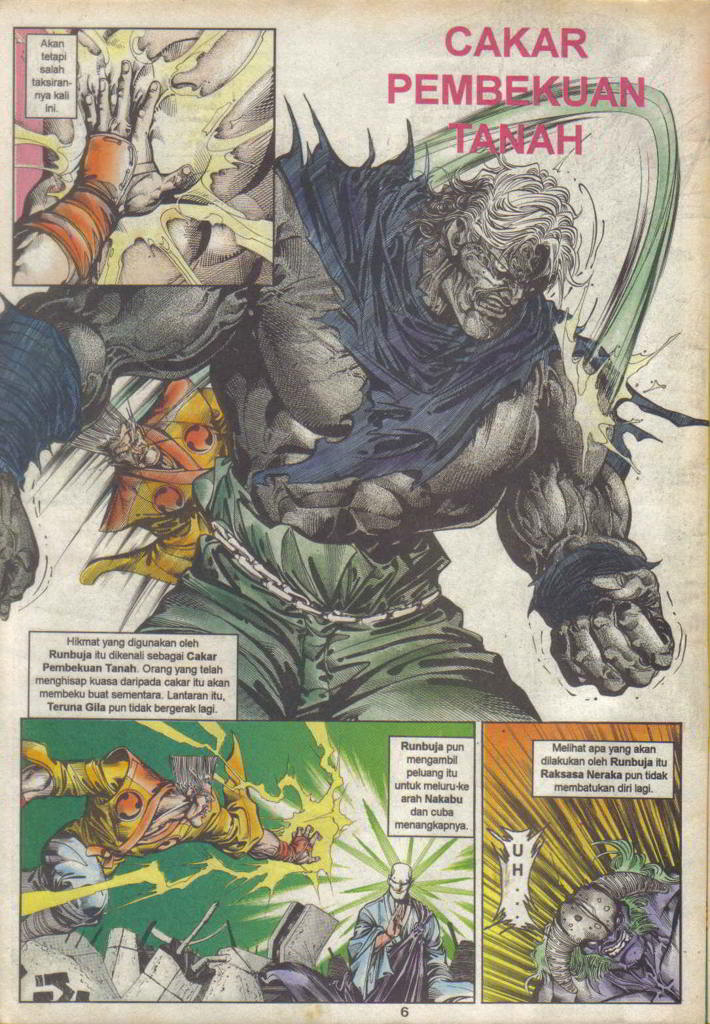 CAKAR
PEMBEKUAN
TANAH
Akan
tetapi
salah
taksiran-
nya kali
ini.
Hikmat yang digunakan oleh
Runbuja itu dikenali sebagai Cakar
Pembekuan Tanah. Orang yang telah
menghisap kuasa daripada cakar itu akan
membeku buat sementara. Lantaran itu,
Teruna Gila pun tidak bergerak lagi.
Runbuja pun
mengambil
peluang itu
untuk meluru-ke
arah Nakabu
dan cuba
menangkapnya.
Melihat apa yang akan
dilakukan oleh Runbuja itu
Raksasa Neraka pun tidak
membatukan diri lagi.
UH...
6